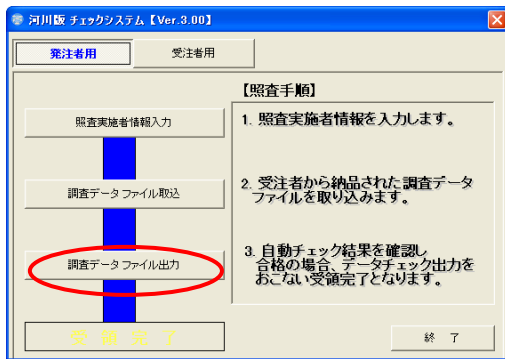 河川版 チェックシステム【Ver.3.00】
発注者用
受注者用
【照査手順】
照査実施者情報入力
1. 照査実施者情報を入力します。
調査データ ファイル取込
2. 受注者から納品された調査データ
ファイルを取り込みます。
調査データ ファイル出力
3. 自動チェック結果を確認し
合格の場合、データチェック出力を
おこない受領完了となります。
受 領 完 了
終 了